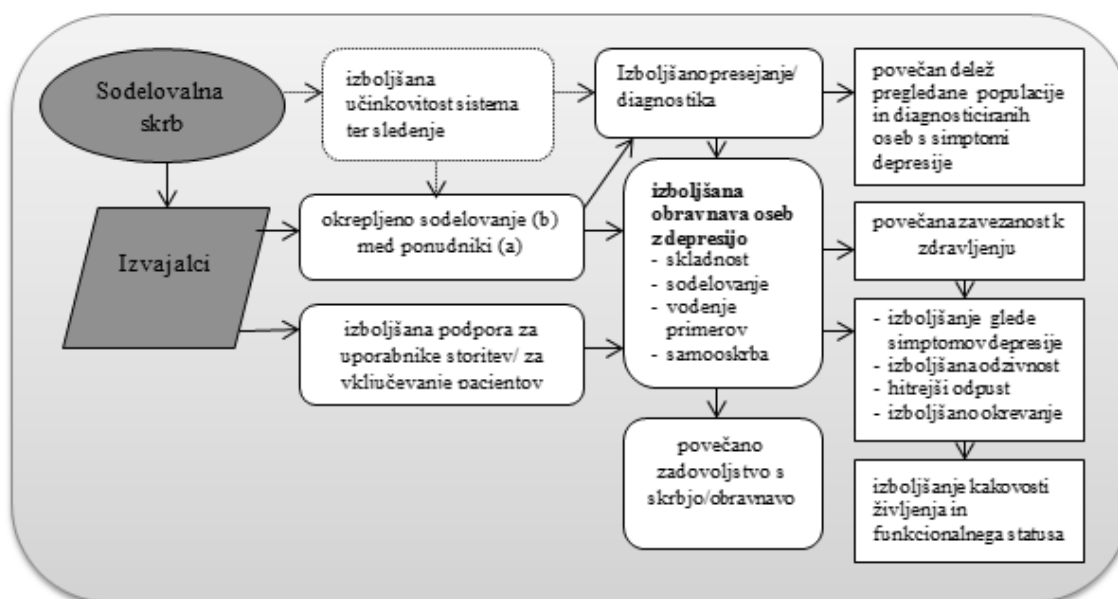 Sodelovalna
skrb
izboljšana
učinkovitost sistema
ter sledenje
Izboljšano presejanje/
diagnostika
povečan delež
pregledane populacije
in diagnosticiranih
oseb s simptomi
depresije
Izvajalci
okrepljeno sodelovanje (b)
med ponudniki (a)
izboljšana
obravnava oseb
z depresijo
- skladnost
- sodelovanje
- vodenje
primerov
- samooskrba
povečana zavezanost k
zdravljenju
izboljšana podpora za
uporabnike storitev/ za
vključevanje pacientov
- izboljšanje glede
simptomov depresije
- izboljšana odzivnost
- hitrejši odpust
- izboljšano okrevanje
povečano
zadovoljstvo s
skrbjo/obravnavo
izboljšanje kakovosti
življenja in
funkcionalnega statusa